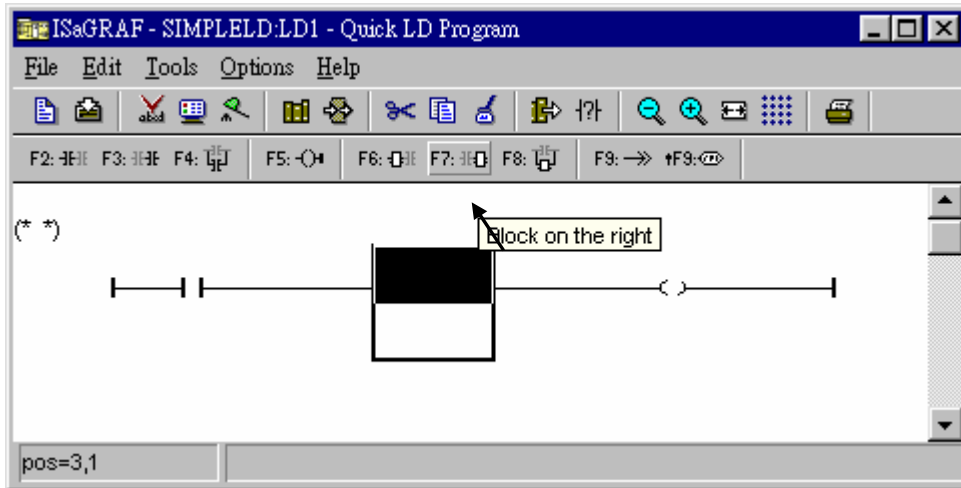 ISaGRAF - SIMPLELD:LD1 - Quick LD Program
File Edit Tools Options Help
F2: F3: F4: F5: F6: F7: F8: F9: F9:
(* *)
Block on the right
pos=3,1